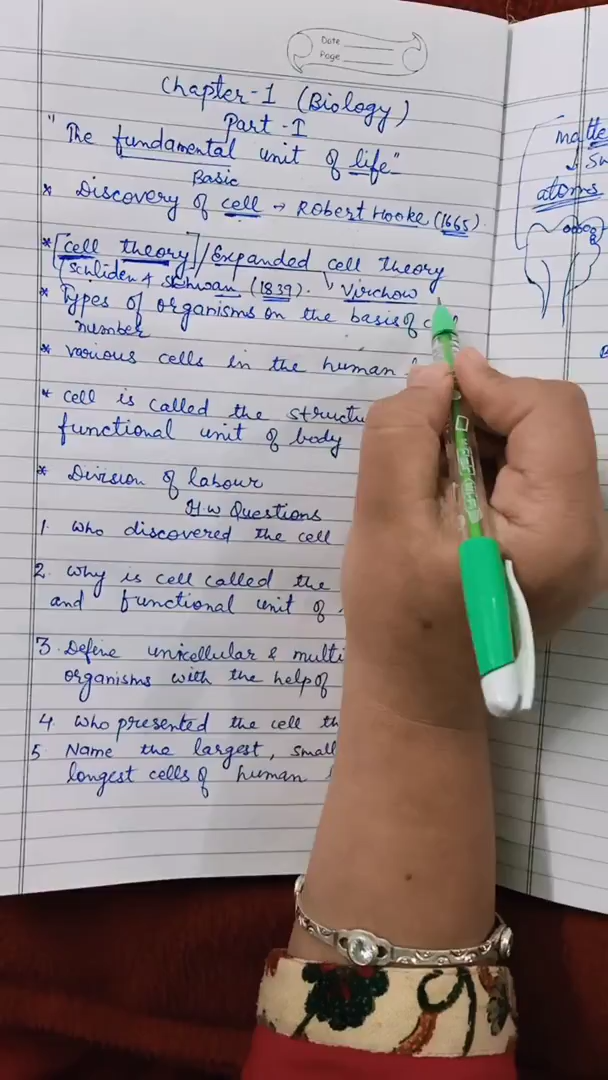 Date
Page
Chapter-1 (Biology)
Part-I
"The fundamental unit of life"
Basic
* Discovery of cell → Robert Hooke (1665).
* [cell theory] / Expanded cell theory
(Schliden & Schwan (1839). Virchow
* Types of organisms on the basis of
number
* various cells in the human
* cell is called the
functional unit of body
* Division of labour
H.W Questions
1. Who discovered the cell
2. Why is cell called the
and functional unit of
3. Define unicellular & multi
organisms with the help of
4. Who presented the cell
5. Name the largest,
longest cells of human
matte
atoms